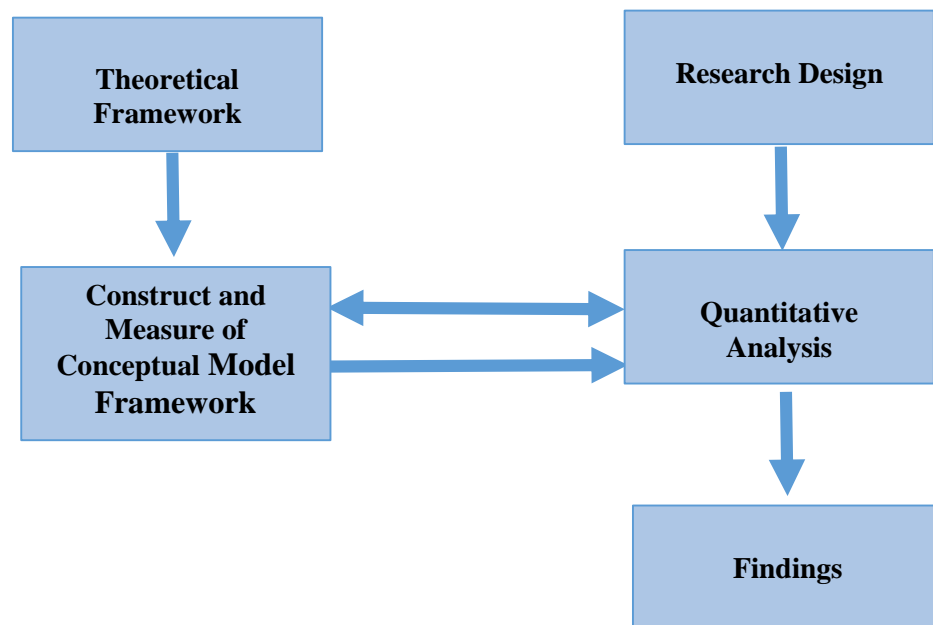 Theoretical
Framework
Research Design
Construct and
Measure of
Conceptual Model
Framework
Quantitative
Analysis
Findings